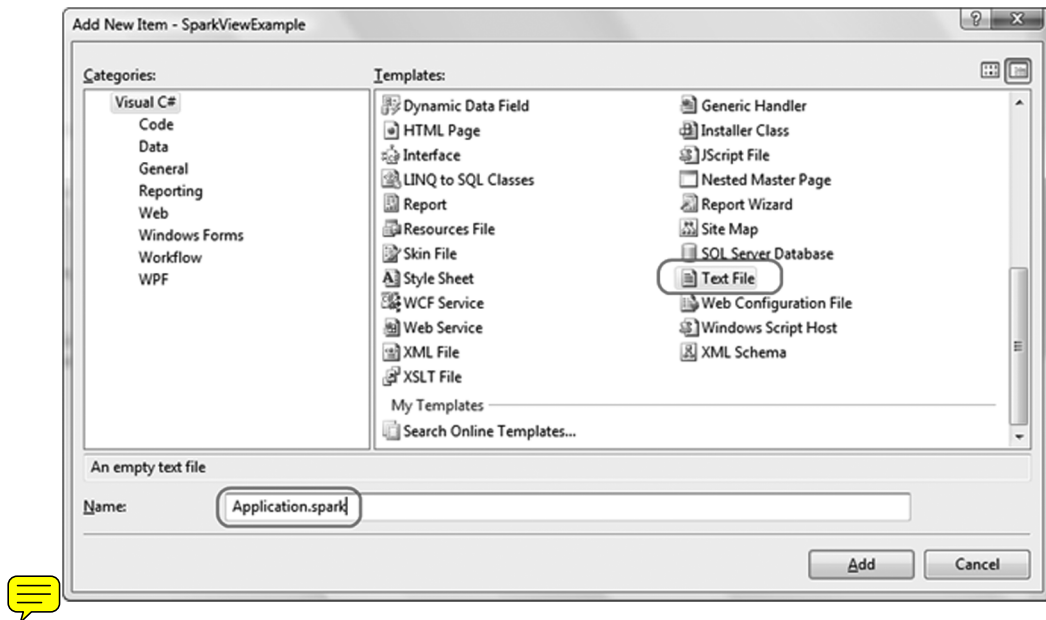 Add New Item - SparkViewExample
Categories:
Visual C#
Code
Data
General
Reporting
Web
Windows Forms
Workflow
WPF
Templates:
Dynamic Data Field
HTML Page
Interface
LINQ to SQL Classes
Report
Resources File
Skin File
Style Sheet
WCF Service
Web Service
XML File
XSLT File
Generic Handler
Installer Class
JScript File
Nested Master Page
Report Wizard
Site Map
SQL Server Database
Text File
Web Configuration File
Windows Script Host
XML Schema
My Templates
Search Online Templates...
An empty text file
Name:
Application.spark
Add
Cancel